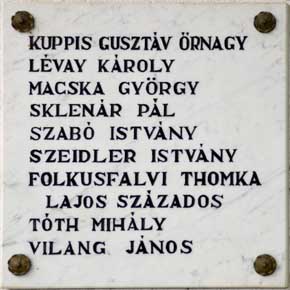 KUPPIS GUSZTÁV ŐRNAGY
LÉVAY KÁROLY
MACSKA GYÖRGY
SKLENÁR PÁL
SZABÓ ISTVÁNY
SZEIDLER ISTVÁNY
FOLKUSFALVI THOMKA
LAJOS SZÁZADOS
TÓTH MIHÁLY
VILANG JÁNOS